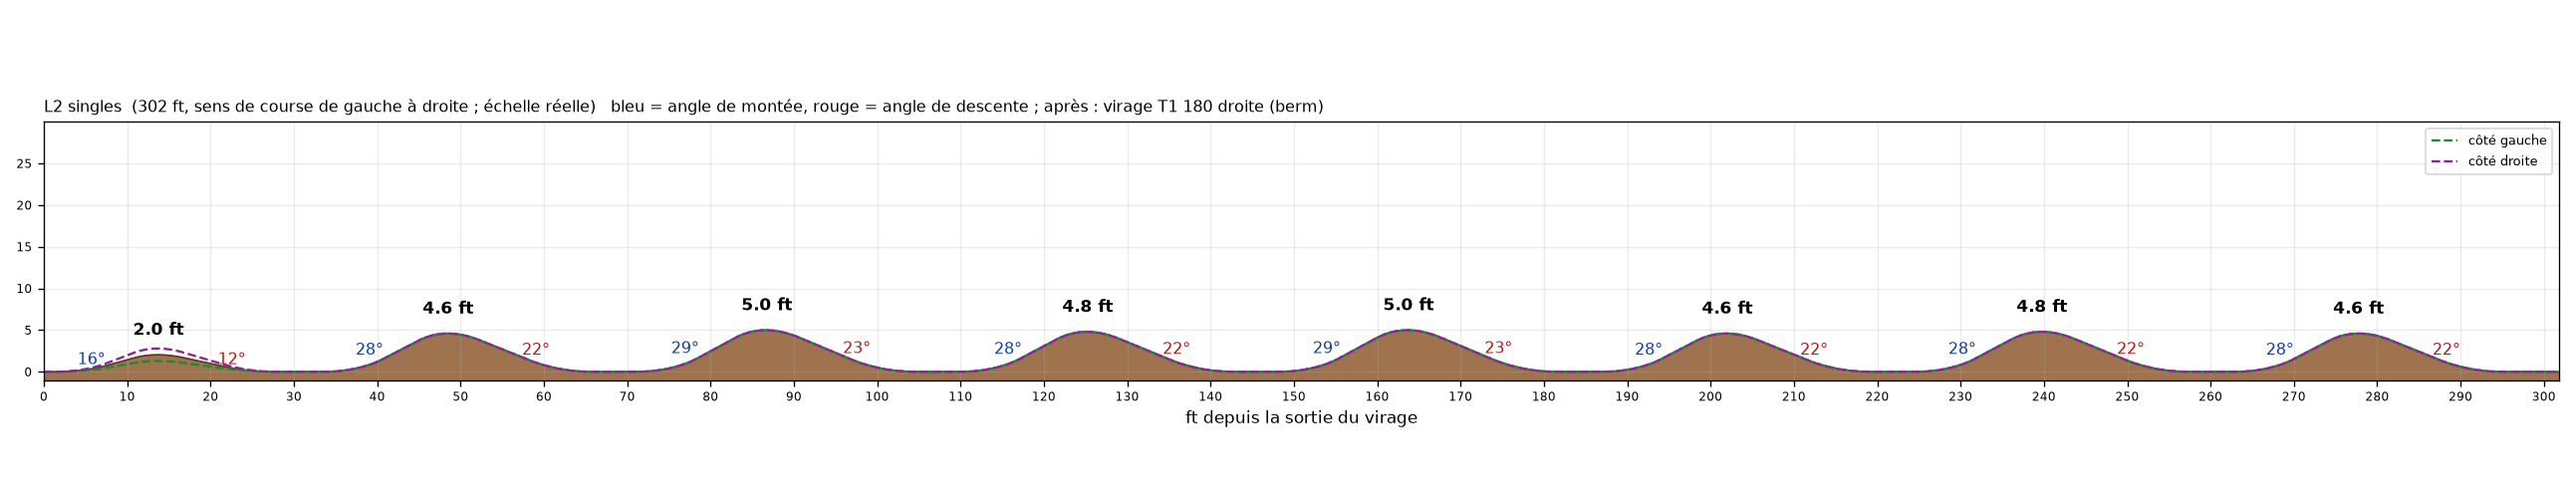 L2 singles  (302 ft, sens de course de gauche à droite ; échelle réelle)   bleu = angle de montée, rouge = angle de descente ; après : virage T1 180 droite (berm)
côté gauche
côté droite
25
20
15
10
5
0
2.0 ft
4.6 ft
5.0 ft
4.8 ft
5.0 ft
4.6 ft
4.8 ft
4.6 ft
16° 12° 28° 22° 29° 23° 28° 22° 29° 23° 28° 22° 28° 22° 28° 22°
0 10 20 30 40 50 60 70 80 90 100 110 120 130 140 150 160 170 180 190 200 210 220 230 240 250 260 270 280 290 300
ft depuis la sortie du virage